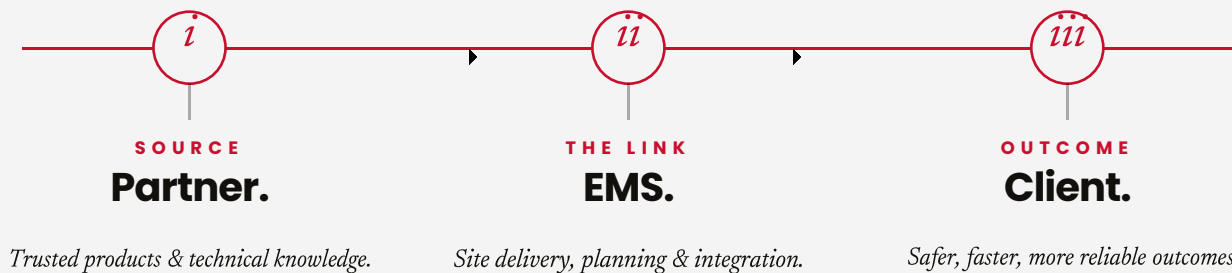 i ii iii
SOURCE THE LINK OUTCOME
Partner. EMS. Client.
Trusted products & technical knowledge. Site delivery, planning & integration. Safer, faster, more reliable outcomes